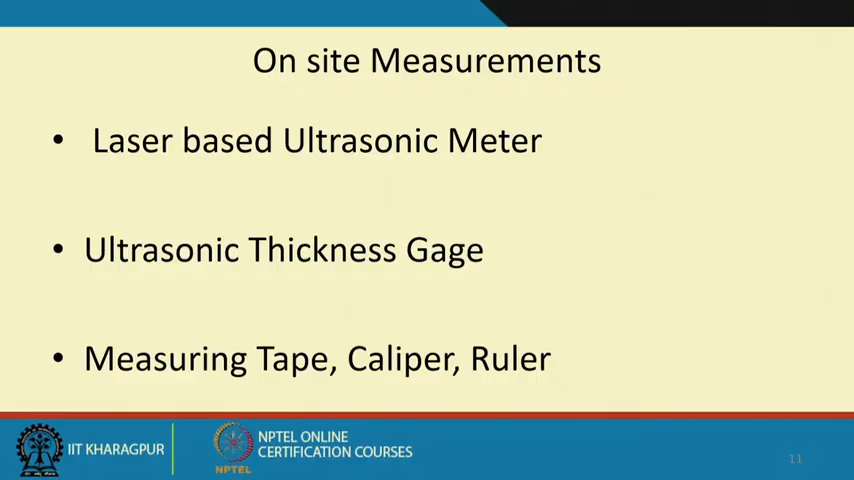 On site Measurements
• Laser based Ultrasonic Meter
• Ultrasonic Thickness Gage
• Measuring Tape, Caliper, Ruler
IIT KHARAGPUR
NPTEL
NPTEL ONLINE
CERTIFICATION COURSES
11